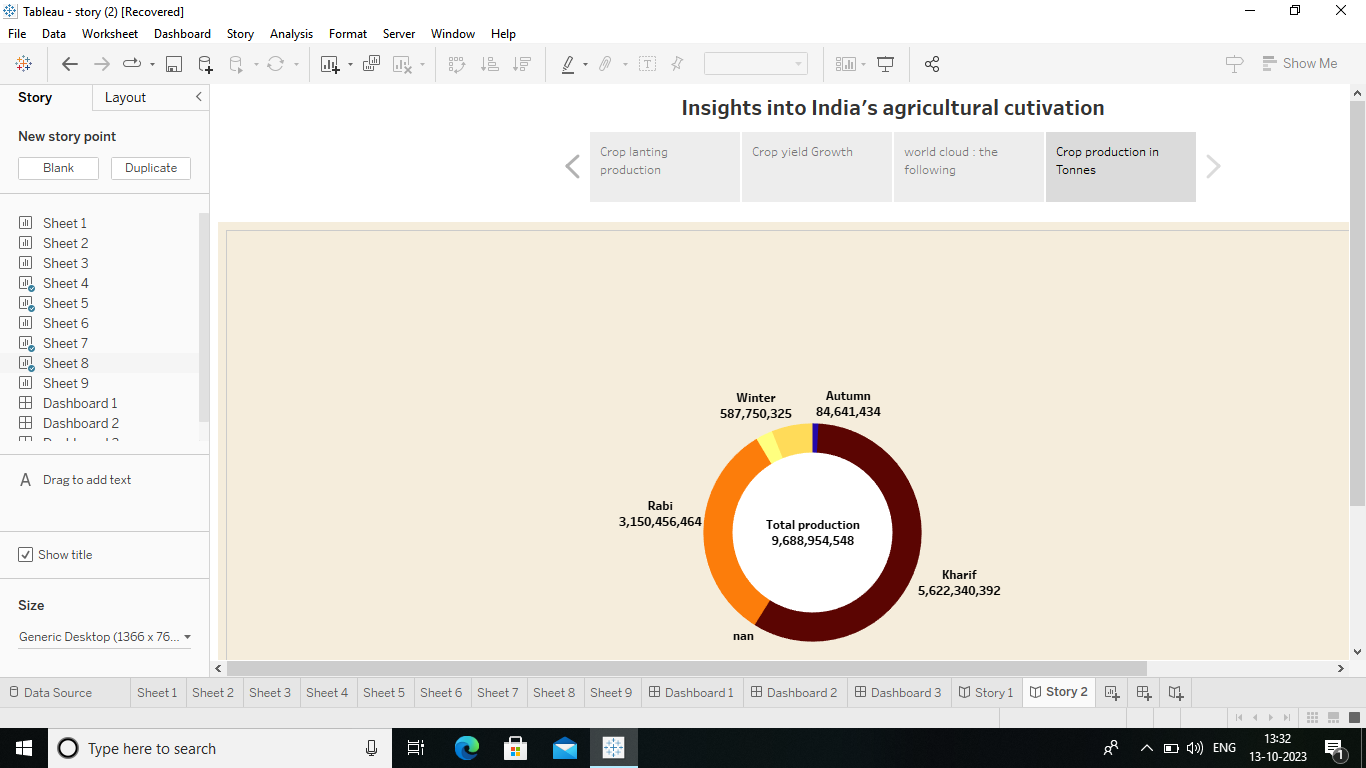 Tableau - story (2) [Recovered]
File Data Worksheet Dashboard Story Analysis Format Server Window Help
Show Me
Story Layout
New story point
Blank Duplicate
Sheet 1
Sheet 2
Sheet 3
Sheet 4
Sheet 5
Sheet 6
Sheet 7
Sheet 8
Sheet 9
Dashboard 1
Dashboard 2
A Drag to add text
Show title
Size
Generic Desktop (1366 x 76...
Insights into India's agricultural cutivation
Crop lanting
production
Crop yield Growth
world cloud : the
following
Crop production in
Tonnes
Winter
587,750,325
Autumn
84,641,434
Rabi
3,150,456,464
Total production
9,688,954,548
Kharif
5,622,340,392
nan
Data Source Sheet 1 Sheet 2 Sheet 3 Sheet 4 Sheet 5 Sheet 6 Sheet 7 Sheet 8 Sheet 9 Dashboard 1 Dashboard 2 Dashboard 3 Story 1 Story 2
Type here to search
ENG
13:32
13-10-2023
1